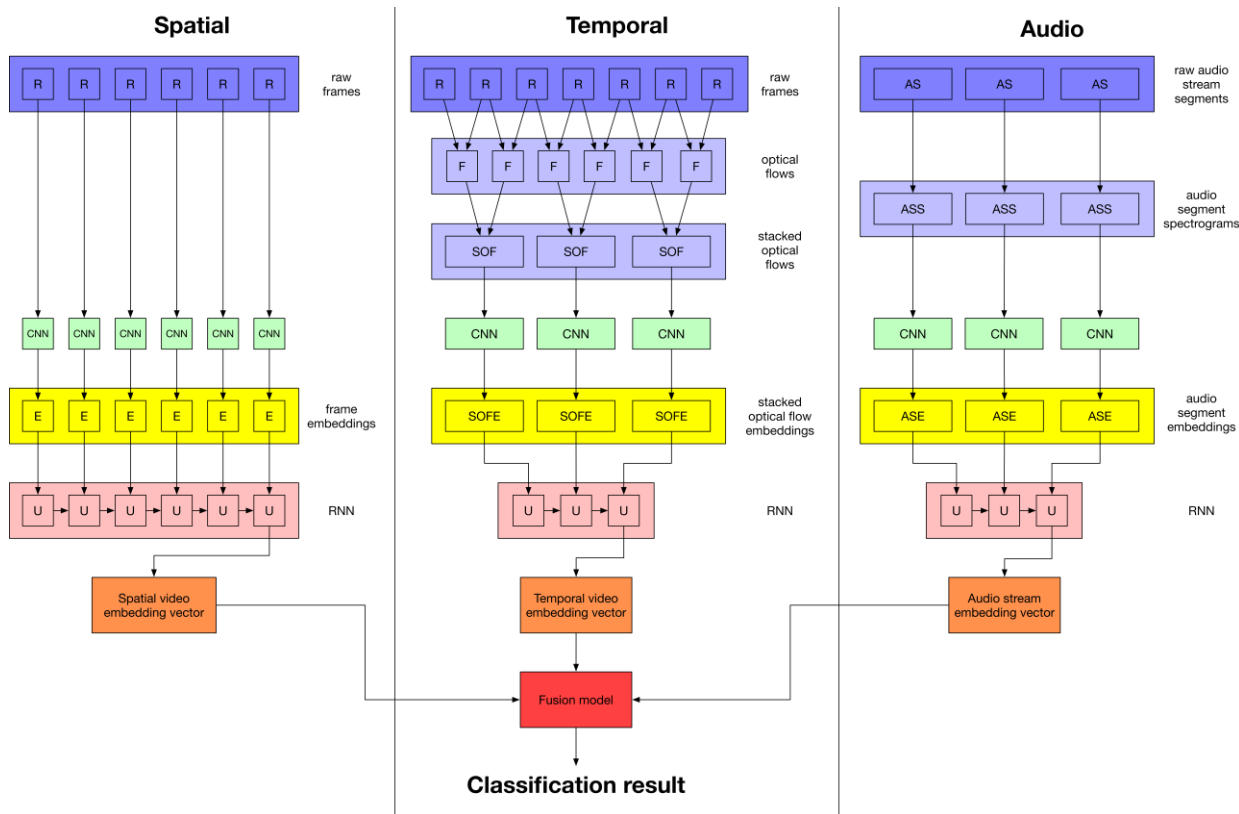 Spatial
R R R R R R
raw
frames
CNN CNN CNN CNN CNN CNN
E E E E E E
frame
embeddings
U U U U U U
RNN
Spatial video
embedding vector
Temporal
R R R R R R R
raw
frames
F F F F F F
optical
flows
SOF SOF SOF
stacked
optical
flows
CNN CNN CNN
SOFE SOFE SOFE
stacked
optical flow
embeddings
U U U
RNN
Temporal video
embedding vector
Fusion model
Classification result
Audio
AS AS AS
raw audio
stream
segments
ASS ASS ASS
audio
segment
spectrograms
CNN CNN CNN
ASE ASE ASE
audio
segment
embeddings
U U U
RNN
Audio stream
embedding vector